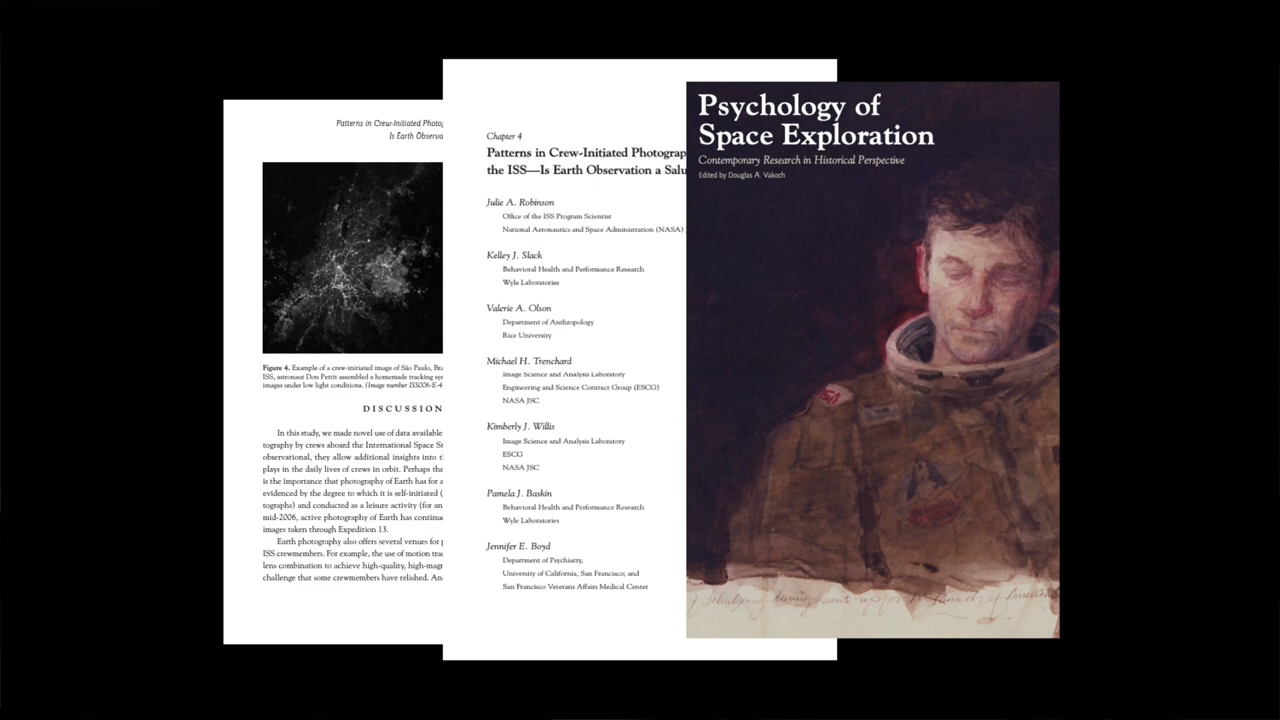 Patterns in Crew-Initiated Photog
Is Earth Observa
Figure 4. Example of a crew-initiated image of São Paulo, Bra
ISS, astronaut Don Pettit assembled a homemade tracking sys
images under low light conditions. (Image number ISS006-E-4
DISCUSSION
In this study, we made novel use of data available
tography by crews aboard the International Space St
observational, they allow additional insights into t
plays in the daily lives of crews in orbit. Perhaps the
is the importance that photography of Earth has for a
evidenced by the degree to which it is self-initiated (
tographs) and conducted as a leisure activity (for an
mid-2006, active photography of Earth has continu
images taken through Expedition 13.
Earth photography also offers several venues for p
ISS crewmembers. For example, the use of motion trac
lens combination to achieve high-quality, high-magn
challenge that some crewmembers have relished. An
Chapter 4
Patterns in Crew-Initiated Photograp
the ISS—Is Earth Observation a Salu
Julie A. Robinson
Office of the ISS Program Scientist
National Aeronautics and Space Administration (NASA)
Kelley J. Slack
Behavioral Health and Performance Research
Wyle Laboratories
Valerie A. Olson
Department of Anthropology
Rice University
Michael H. Trenchard
Image Science and Analysis Laboratory
Engineering and Science Contract Group (ESCG)
NASA JSC
Kimberly J. Willis
Image Science and Analysis Laboratory
ESCG
NASA JSC
Pamela J. Baskin
Behavioral Health and Performance Research
Wyle Laboratories
Jennifer E. Boyd
Department of Psychiatry,
University of California, San Francisco; and
San Francisco Veterans Affairs Medical Center
Psychology of
Space Exploration
Contemporary Research in Historical Perspective
Edited by Douglas A. Vakoch